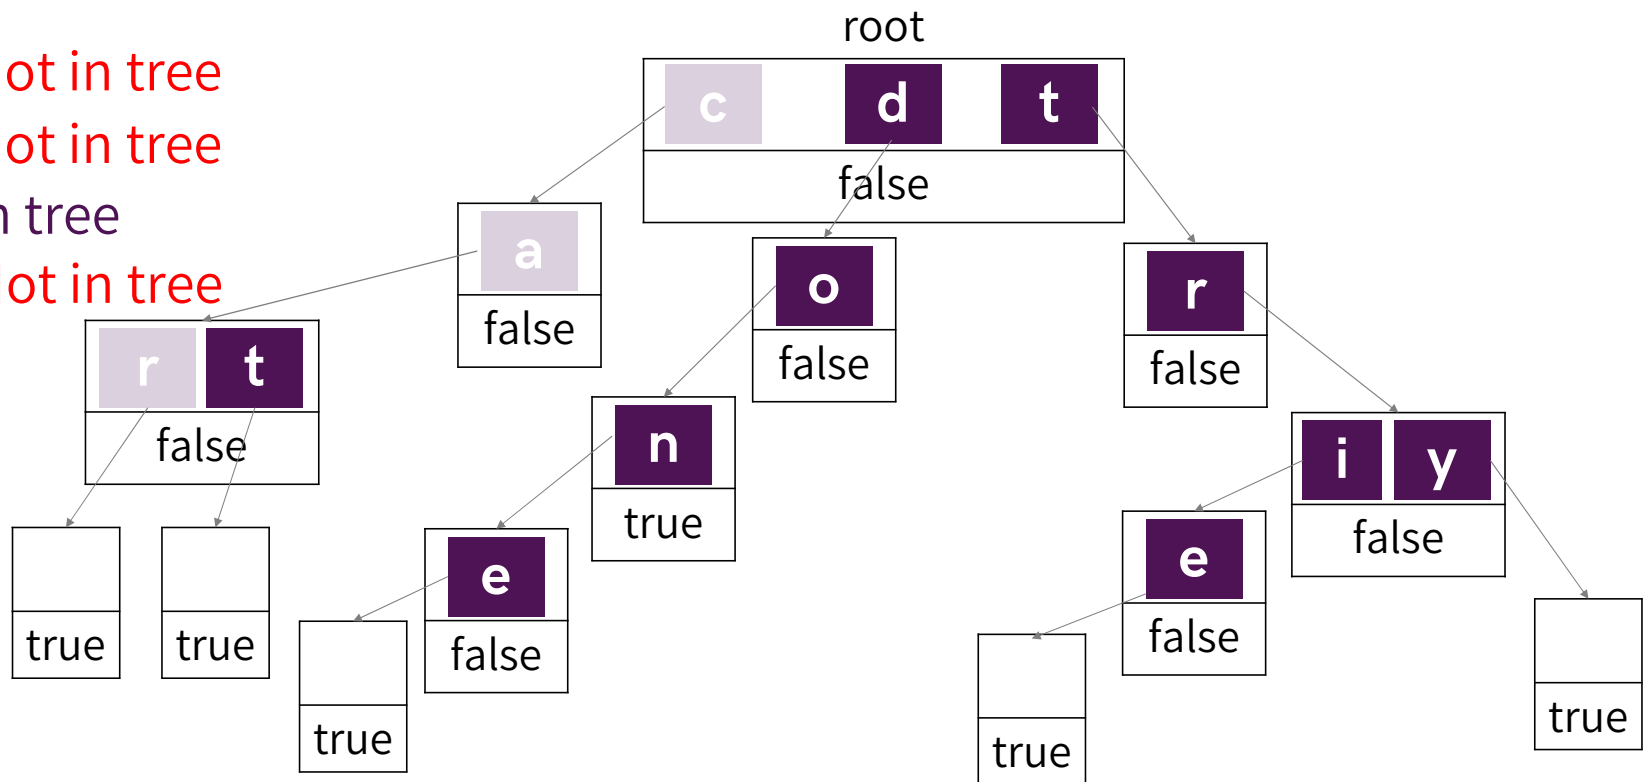 root
ot in tree
c d t
ot in tree
false
n tree
a
o
r
ot in tree
false
false
false
r t
false
n
true
i y
false
e
false
e
false
true
true
true
true
true